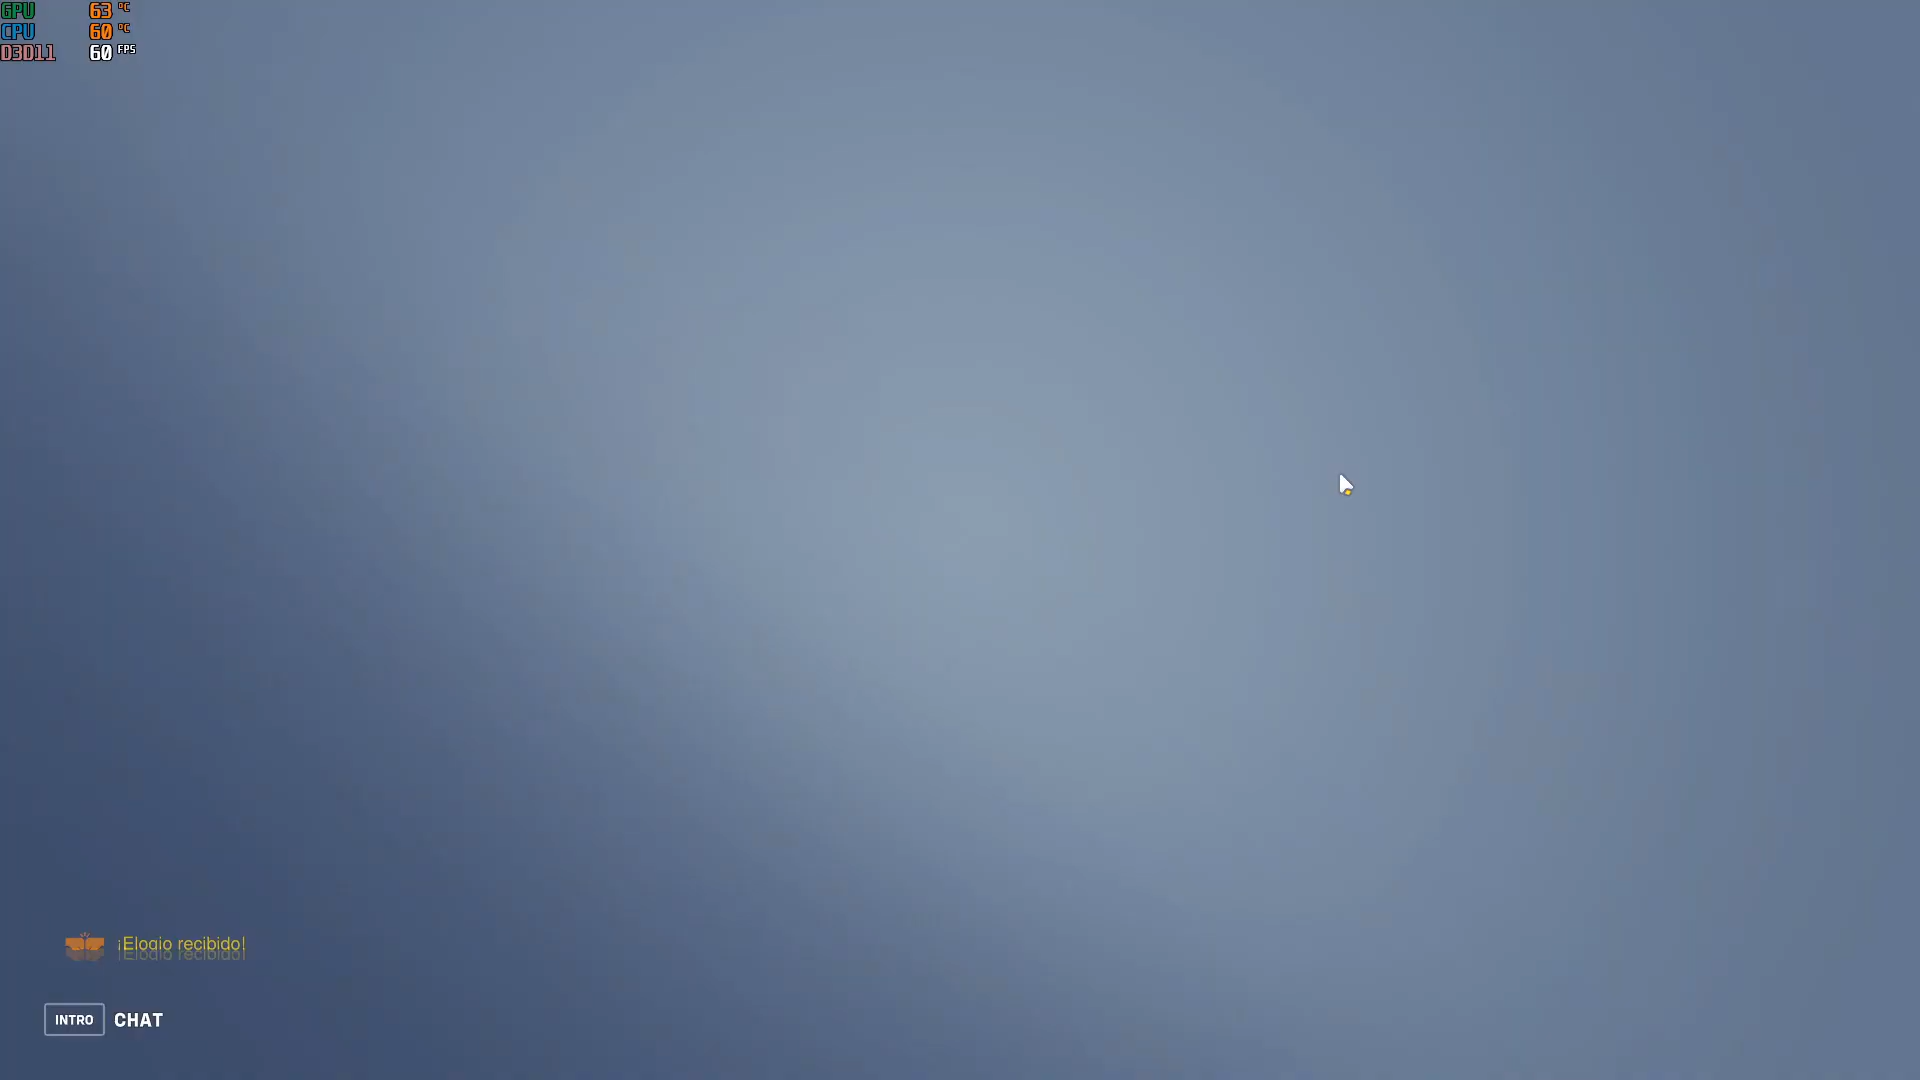 GPU 63 °C
CPU 60 °C
D3D11 60 FPS
¡Elogio recibido!
INTRO CHAT